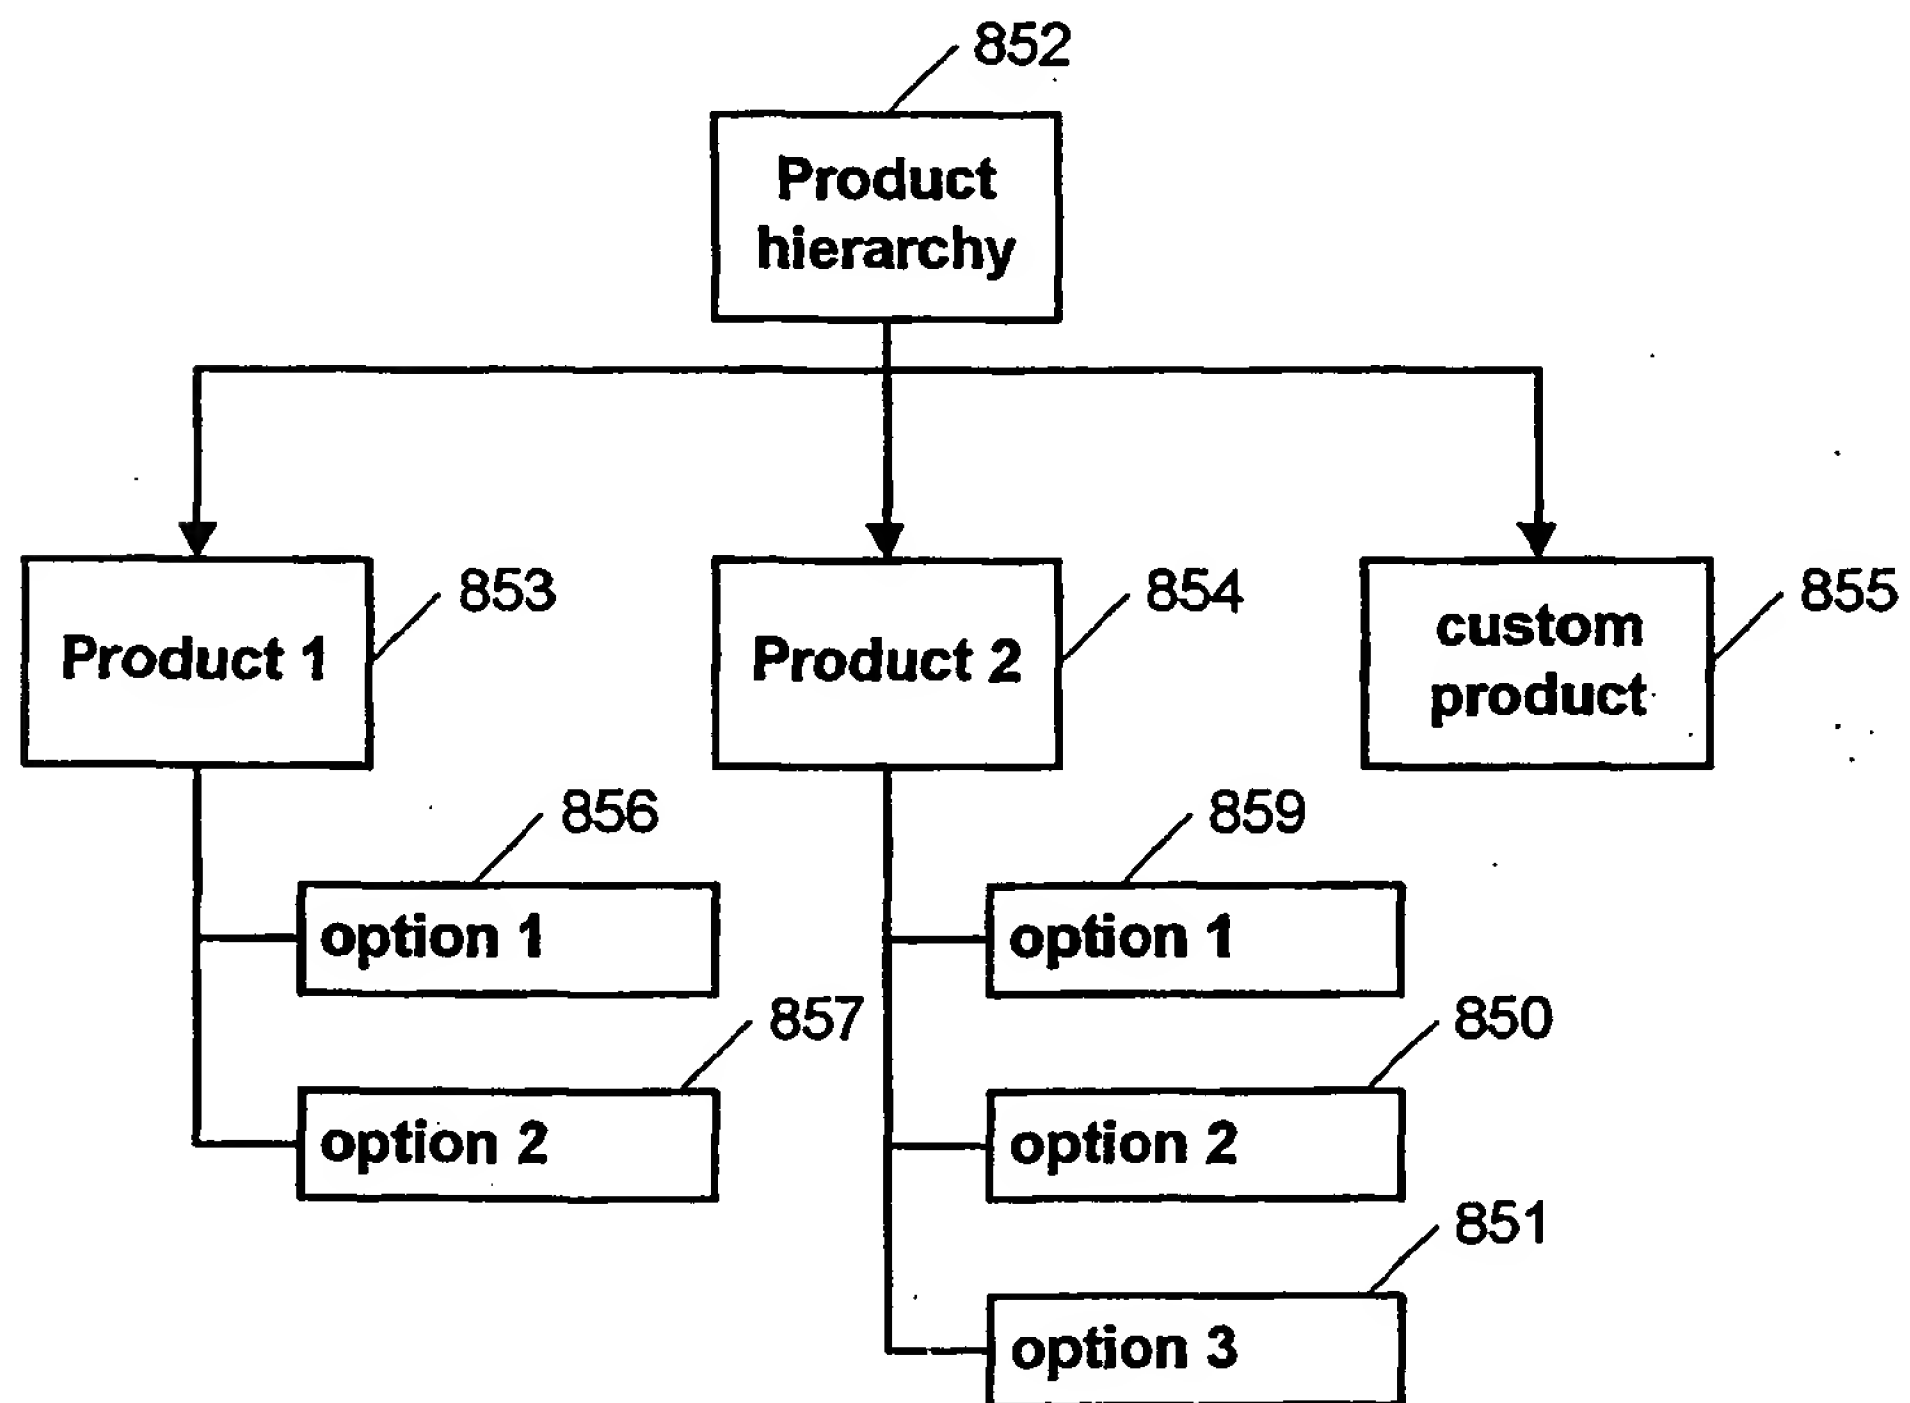 852
Product
hierarchy
853
854
855
Product 1
Product 2
custom
product
856
859
option 1
option 1
857
850
option 2
option 2
851
option 3